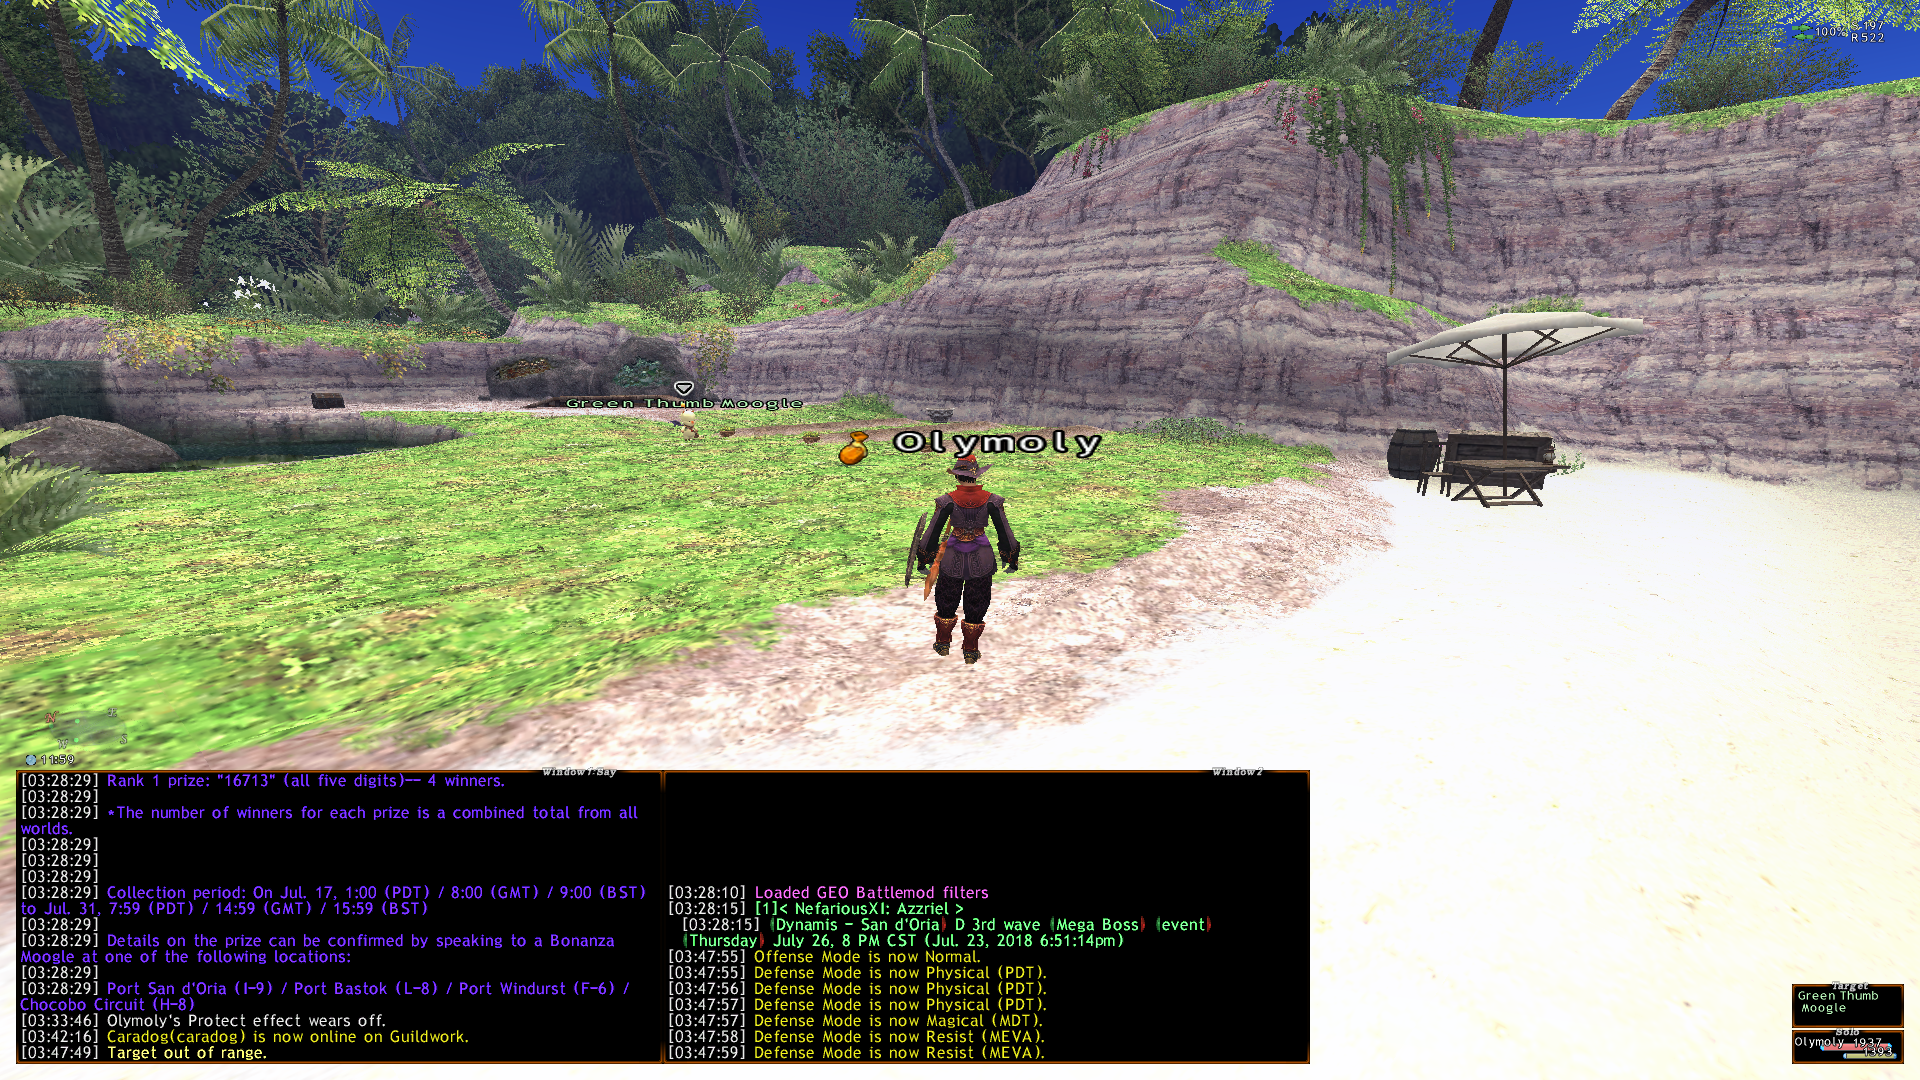 100%
R 522
Green Thumb Moogle
Olymoly
N
W
S
11:59
Window1:Say
[03:28:29] Rank 1 prize: "16713" (all five digits)-- 4 winners.
[03:28:29]
[03:28:29] *The number of winners for each prize is a combined total from all
worlds.
[03:28:29]
[03:28:29]
[03:28:29]
[03:28:29] Collection period: On Jul. 17, 1:00 (PDT) / 8:00 (GMT) / 9:00 (BST)
to Jul. 31, 7:59 (PDT) / 14:59 (GMT) / 15:59 (BST)
[03:28:29]
[03:28:29] Details on the prize can be confirmed by speaking to a Bonanza
Moogle at one of the following locations:
[03:28:29]
[03:28:29] Port San d'Oria (I-9) / Port Bastok (L-8) / Port Windurst (F-6) /
Chocobo Circuit (H-8)
[03:33:46] Olymoly's Protect effect wears off.
[03:42:16] Caradog(caradog) is now online on Guildwork.
[03:47:49] Target out of range.
Window2
[03:28:10] Loaded GEO Battlemod filters
[03:28:15] [1]< NefariousXI: Azzriel >
[03:28:15] (Dynamis - San d'Oria) D 3rd wave (Mega Boss) (event)
(Thursday) July 26, 8 PM CST (Jul. 23, 2018 6:51:14pm)
[03:47:55] Offense Mode is now Normal.
[03:47:55] Defense Mode is now Physical (PDT).
[03:47:56] Defense Mode is now Physical (PDT).
[03:47:57] Defense Mode is now Physical (PDT).
[03:47:57] Defense Mode is now Magical (MDT).
[03:47:58] Defense Mode is now Resist (MEVA).
[03:47:59] Defense Mode is now Resist (MEVA).
Target
Green Thumb
Moogle
Solo
Olymoly 1937
1393